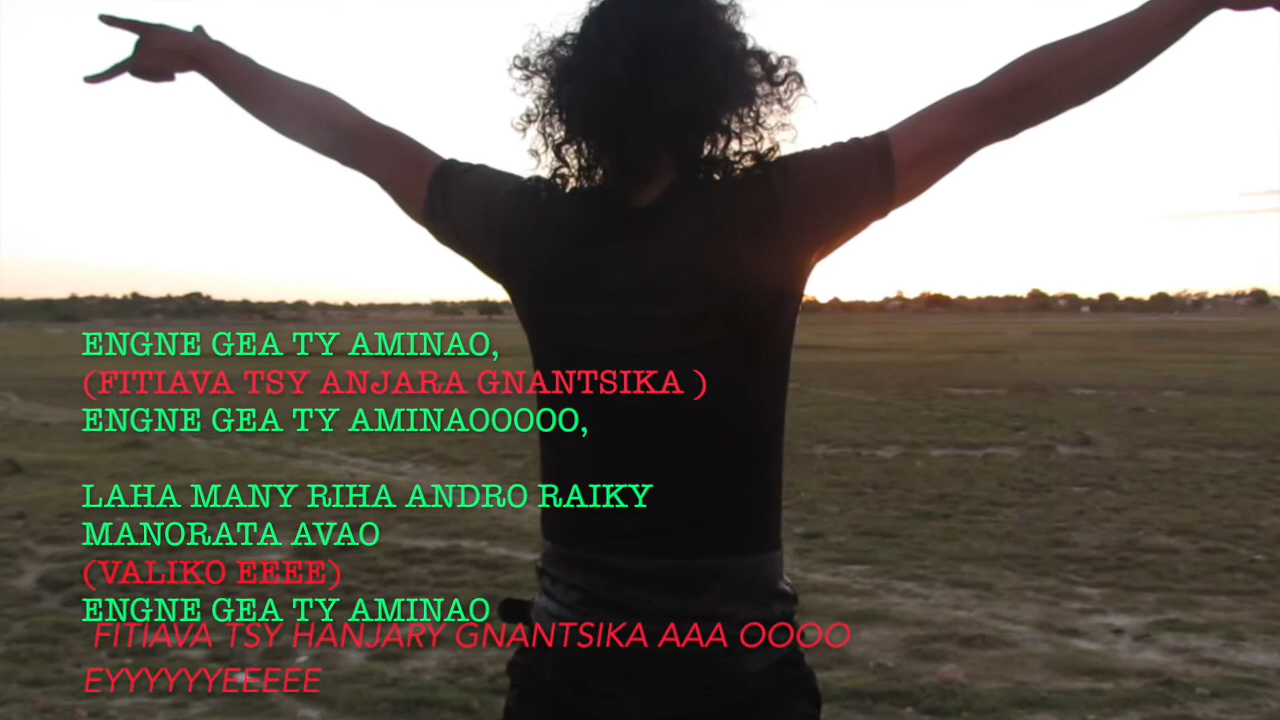 ENGNE GEA TY AMINAO,
(FITIAVA TSY ANJARA GNANTSIKA )
ENGNE GEA TY AMINAOOOOO,
LAHA MANY RIHA ANDRO RAIKY
MANORATA AVAO
(VALIKO EEEE)
ENGNE GEA TY AMINAO
FITIAVA TSY HANJARY GNANTSIKA AAA OOOO
EYYYYYYEEEEE